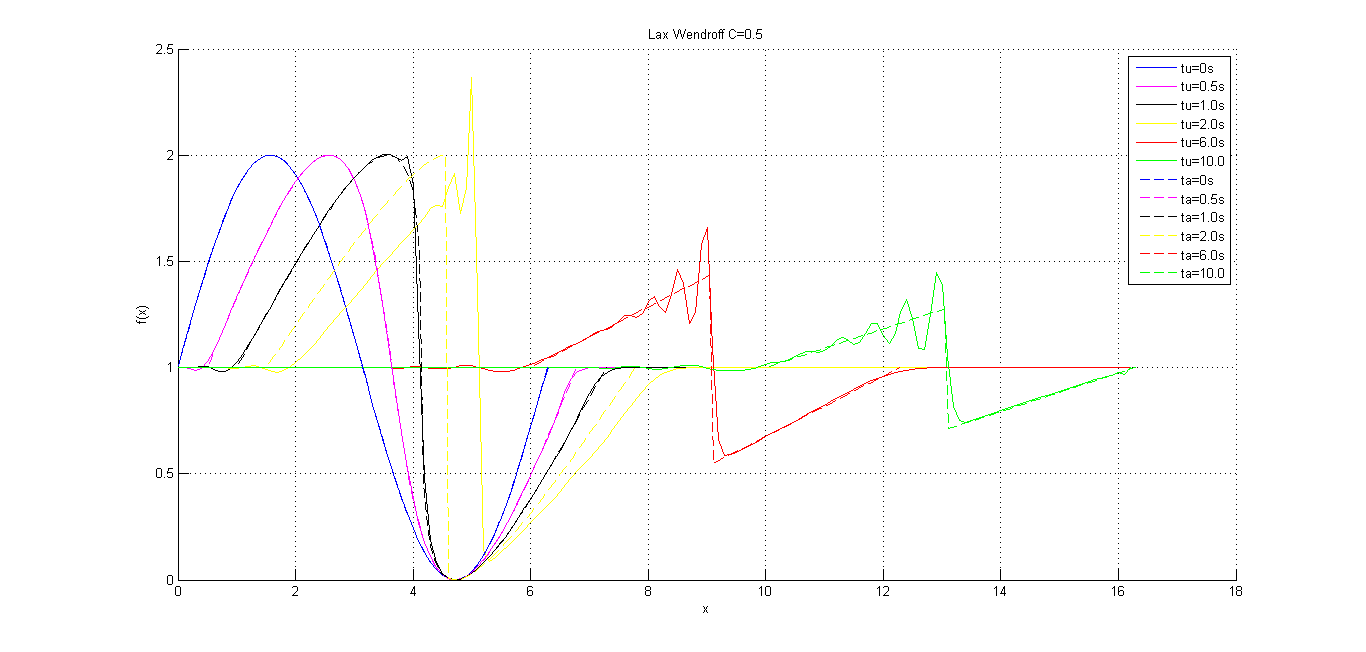 Lax Wendroff C=0.5
2.5
2
1.5
1
0.5
0
f(x)
0 2 4 6 8 10 12 14 16 18
x
tu=0s
tu=0.5s
tu=1.0s
tu=2.0s
tu=6.0s
tu=10.0
ta=0s
ta=0.5s
ta=1.0s
ta=2.0s
ta=6.0s
ta=10.0